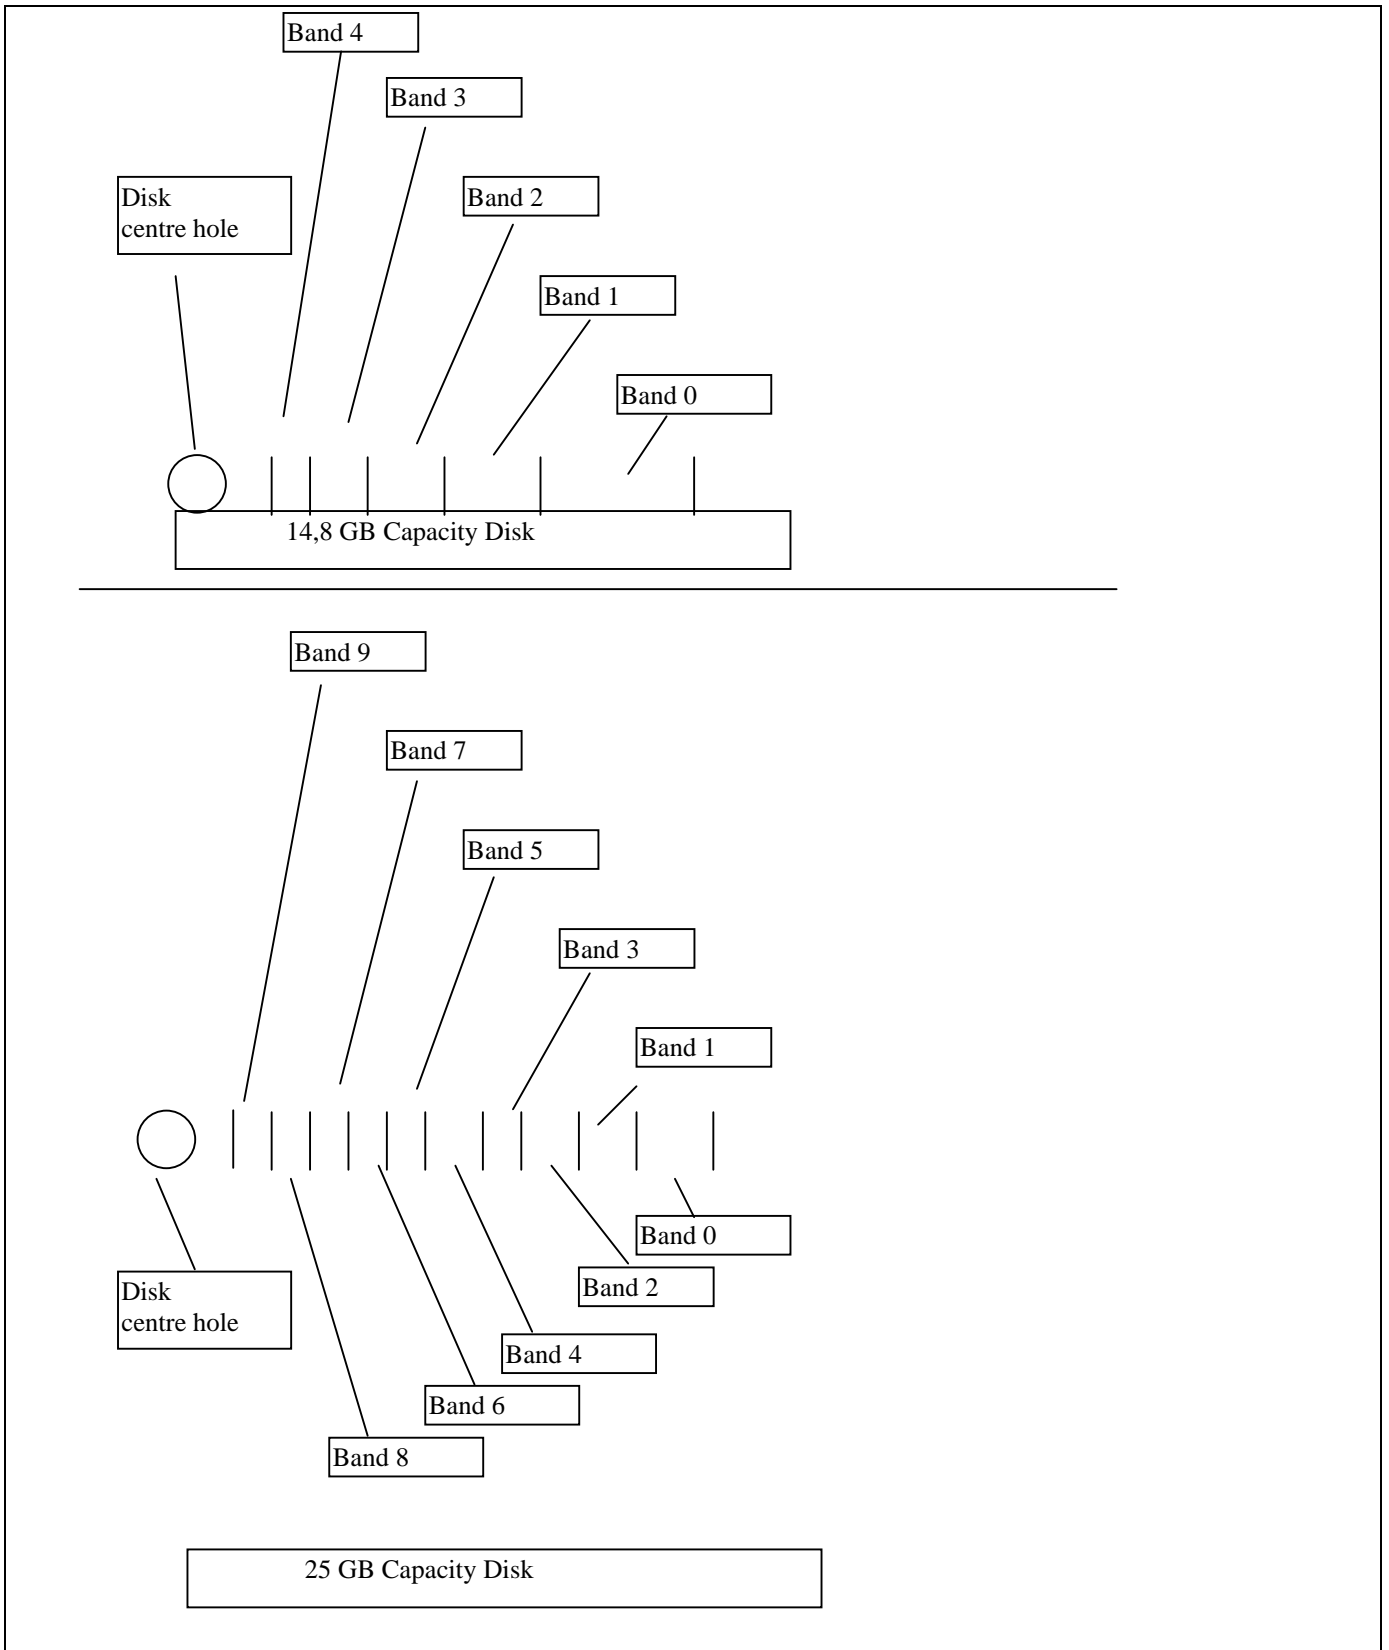 Band 4
Band 3
Disk
centre hole
Band 2
Band 1
Band 0
14,8 GB Capacity Disk
Band 9
Band 7
Band 5
Band 3
Band 1
Band 0
Disk
centre hole
Band 2
Band 4
Band 6
Band 8
25 GB Capacity Disk